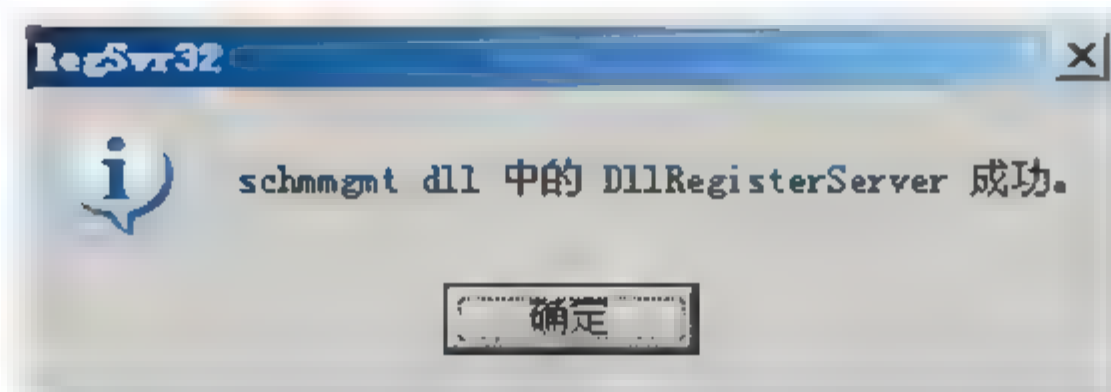 RegSvr32
schmmgmt dll 中的 DllRegisterServer 成功。
确定